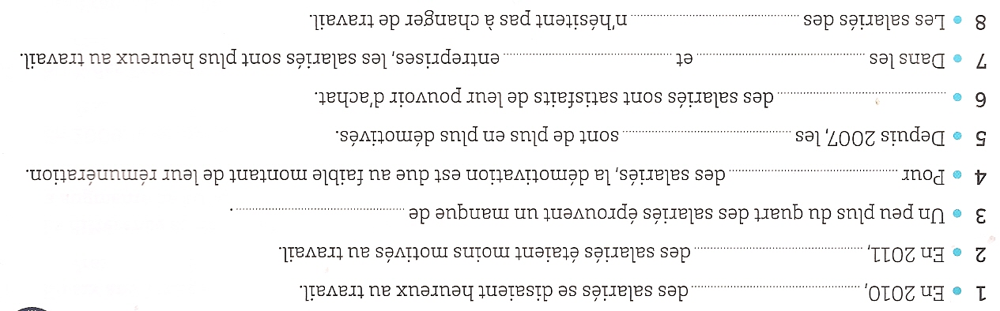 1 • En 2010, ........................ des salariés se disaient heureux au travail.
2 • En 2011, ........................ des salariés étaient moins motivés au travail.
3 • Un peu plus du quart des salariés éprouvent un manque de ........................ .
4 • Pour ........................ des salariés, la démotivation est due au faible montant de leur rémunération.
5 • Depuis 2007, les ........................ sont de plus en plus démotivés.
6 • ........................ des salariés sont satisfaits de leur pouvoir d'achat.
7 • Dans les ........................ et ........................ entreprises, les salariés sont plus heureux au travail.
8 • Les salariés des ........................ n'hésitent pas à changer de travail.